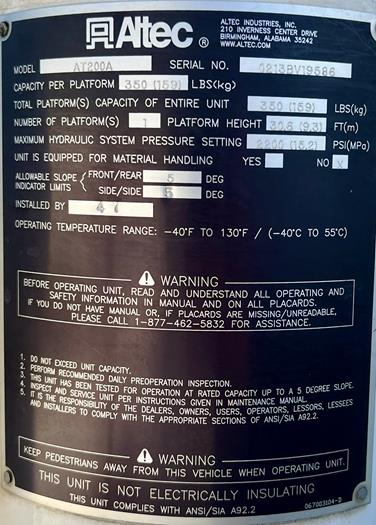 Altec®
ALTEC INDUSTRIES, INC.
210 INVERNESS CENTER DRIVE
BIRMINGHAM, ALABAMA 35242
WWW.ALTEC.COM
MODEL AT200A SERIAL NO. 0213BV19586
CAPACITY PER PLATFORM 350 (159) LBS(kg)
TOTAL PLATFORM(S) CAPACITY OF ENTIRE UNIT 350 (159) LBS(kg)
NUMBER OF PLATFORM(S) 1 PLATFORM HEIGHT 30.6 (9.3) FT(m)
MAXIMUM HYDRAULIC SYSTEM PRESSURE SETTING 2200 (15.2) PSI(MPa)
UNIT IS EQUIPPED FOR MATERIAL HANDLING YES NO X
ALLOWABLE SLOPE INDICATOR LIMITS { FRONT/REAR 5 DEG
SIDE/SIDE 5 DEG
INSTALLED BY 47
OPERATING TEMPERATURE RANGE: -40°F TO 130°F / (-40°C TO 55°C)
⚠ WARNING
BEFORE OPERATING UNIT, READ AND UNDERSTAND ALL OPERATING AND
SAFETY INFORMATION IN MANUAL AND ON ALL PLACARDS.
IF YOU DO NOT HAVE MANUAL OR, IF PLACARDS ARE MISSING/UNREADABLE,
PLEASE CALL 1-877-462-5832 FOR ASSISTANCE.
1. DO NOT EXCEED UNIT CAPACITY.
2. PERFORM RECOMMENDED DAILY PREOPERATION INSPECTION.
3. THIS UNIT HAS BEEN TESTED FOR OPERATION AT RATED CAPACITY UP TO A 5 DEGREE SLOPE.
4. INSPECT AND SERVICE UNIT PER INSTRUCTIONS GIVEN IN MAINTENANCE MANUAL.
5. IT IS THE RESPONSIBILITY OF THE DEALERS, OWNERS, USERS, OPERATORS, LESSORS, LESSEES
AND INSTALLERS TO COMPLY WITH THE APPROPRIATE SECTIONS OF ANSI/SIA A92.2.
⚠ WARNING
KEEP PEDESTRIANS AWAY FROM THIS VEHICLE WHEN OPERATING UNIT.
THIS UNIT IS NOT ELECTRICALLY INSULATING
THIS UNIT COMPLIES WITH ANSI/SIA A92.2
067003104-D